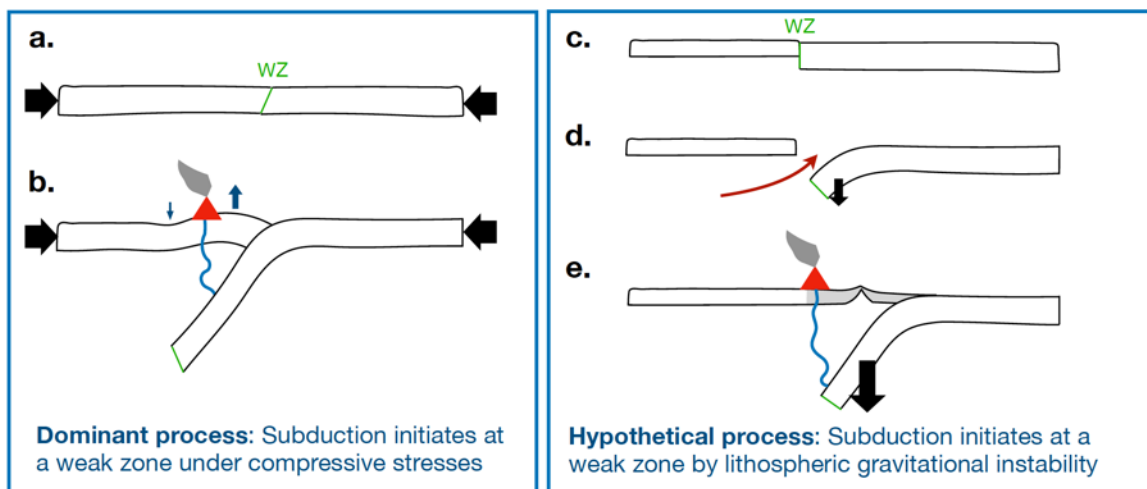 a.
WZ
b.
Dominant process: Subduction initiates at
a weak zone under compressive stresses
c.
WZ
d.
e.
Hypothetical process: Subduction initiates at a
weak zone by lithospheric gravitational instability